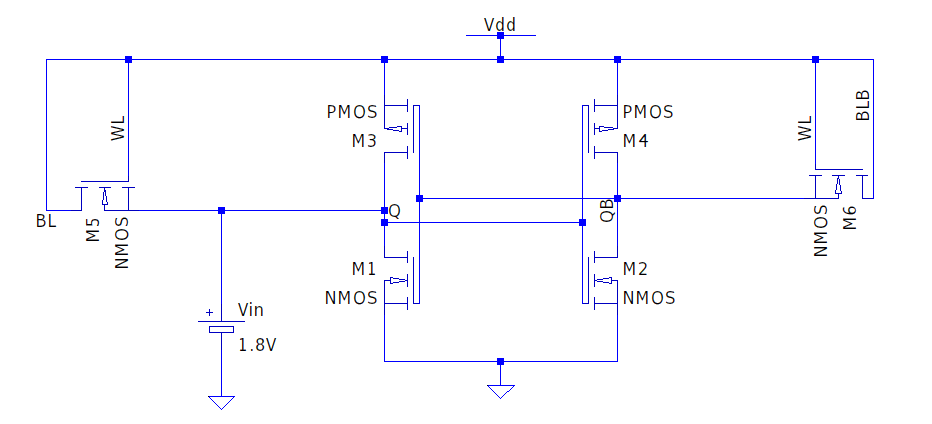 Vdd
PMOS
M3
PMOS
M4
WL
WL
BLB
BL
M5
NMOS
Q
QB
NMOS
M6
M1
NMOS
M2
NMOS
+
Vin
1.8V